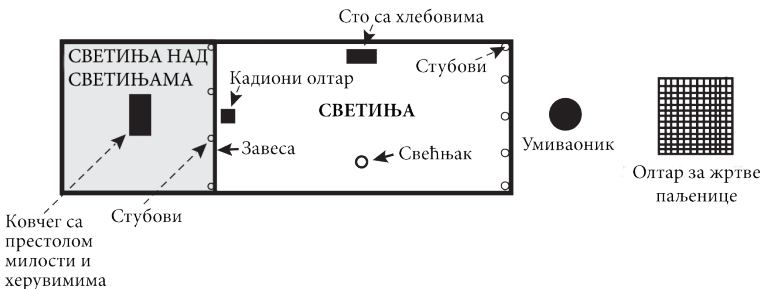 Сто са хлебовима
СВЕТИЊА НАД
СВЕТИЊАМА
Стубови
Кадиони олтар
СВЕТИЊА
Завеса
Свећњак
Умиваоник
Олтар за жртве
паљенице
Стубови
Ковчег са
престолом
милости и
херувимима